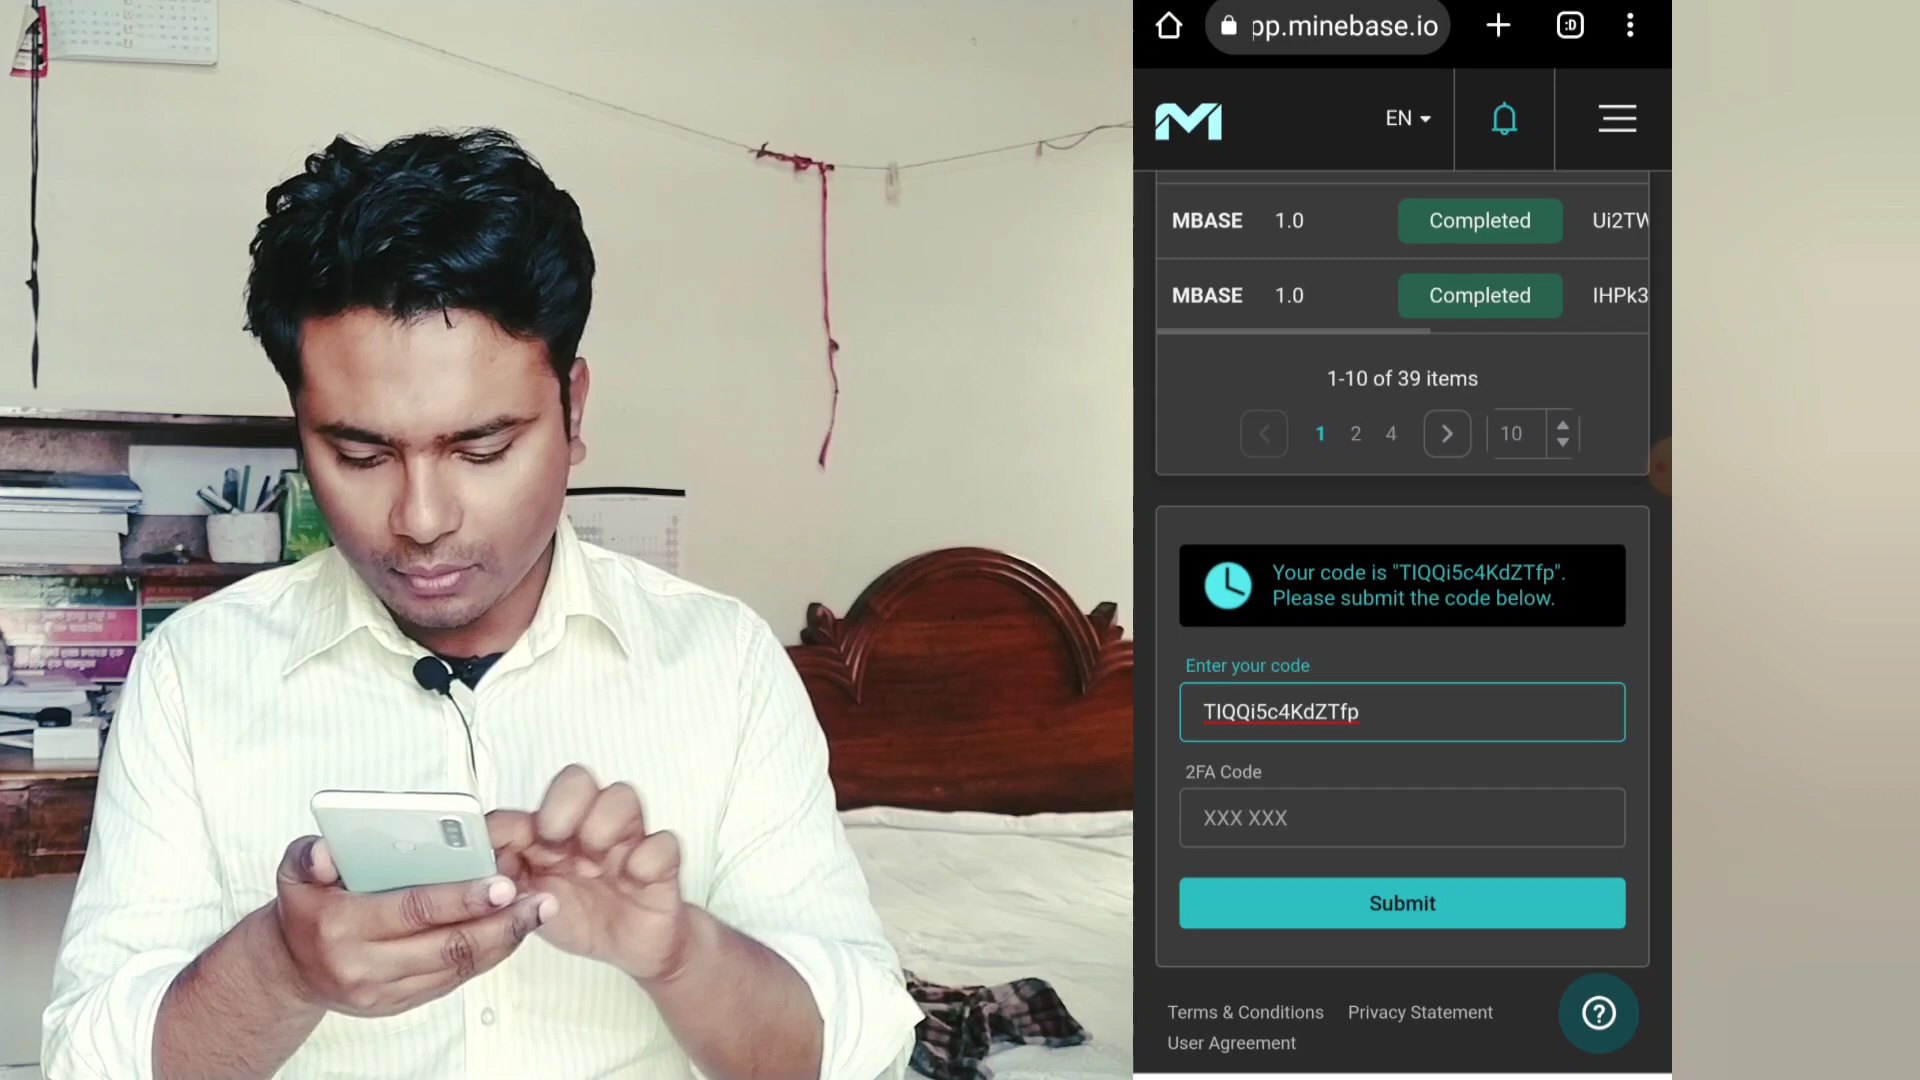 pp.minebase.io
:D
M
EN
MBASE 1.0 Completed Ui2TW
MBASE 1.0 Completed IHPk3
1-10 of 39 items
1 2 4 10
Your code is "TIQQi5c4KdZTfp".
Please submit the code below.
Enter your code
TIQQi5c4KdZTfp
2FA Code
XXX XXX
Submit
Terms & Conditions Privacy Statement
User Agreement
?